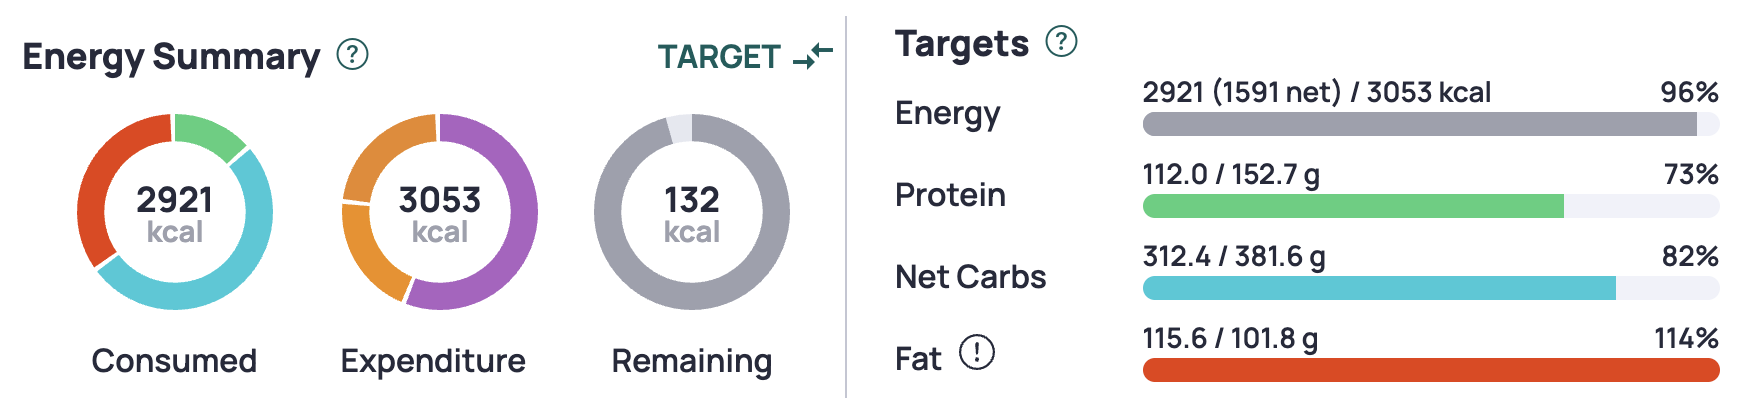 Energy Summary ?
TARGET
2921
kcal
Consumed
3053
kcal
Expenditure
132
kcal
Remaining
Targets ?
Energy
2921 (1591 net) / 3053 kcal
96%
Protein
112.0 / 152.7 g
73%
Net Carbs
312.4 / 381.6 g
82%
Fat !
115.6 / 101.8 g
114%